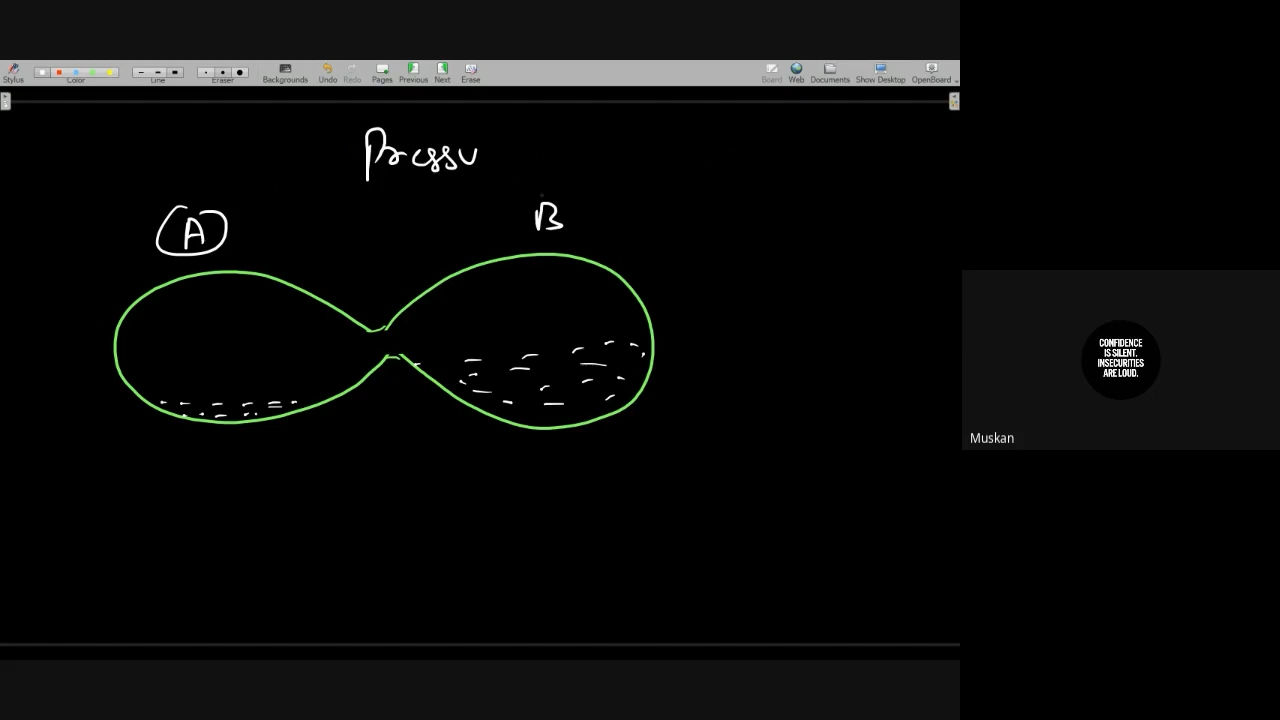 Stylus Color Line Eraser Backgrounds Undo Redo Pages Previous Next Erase Board Web Documents Show Desktop OpenBoard
Pressu
A
B
CONFIDENCE
IS SILENT.
INSECURITIES
ARE LOUD.
Muskan